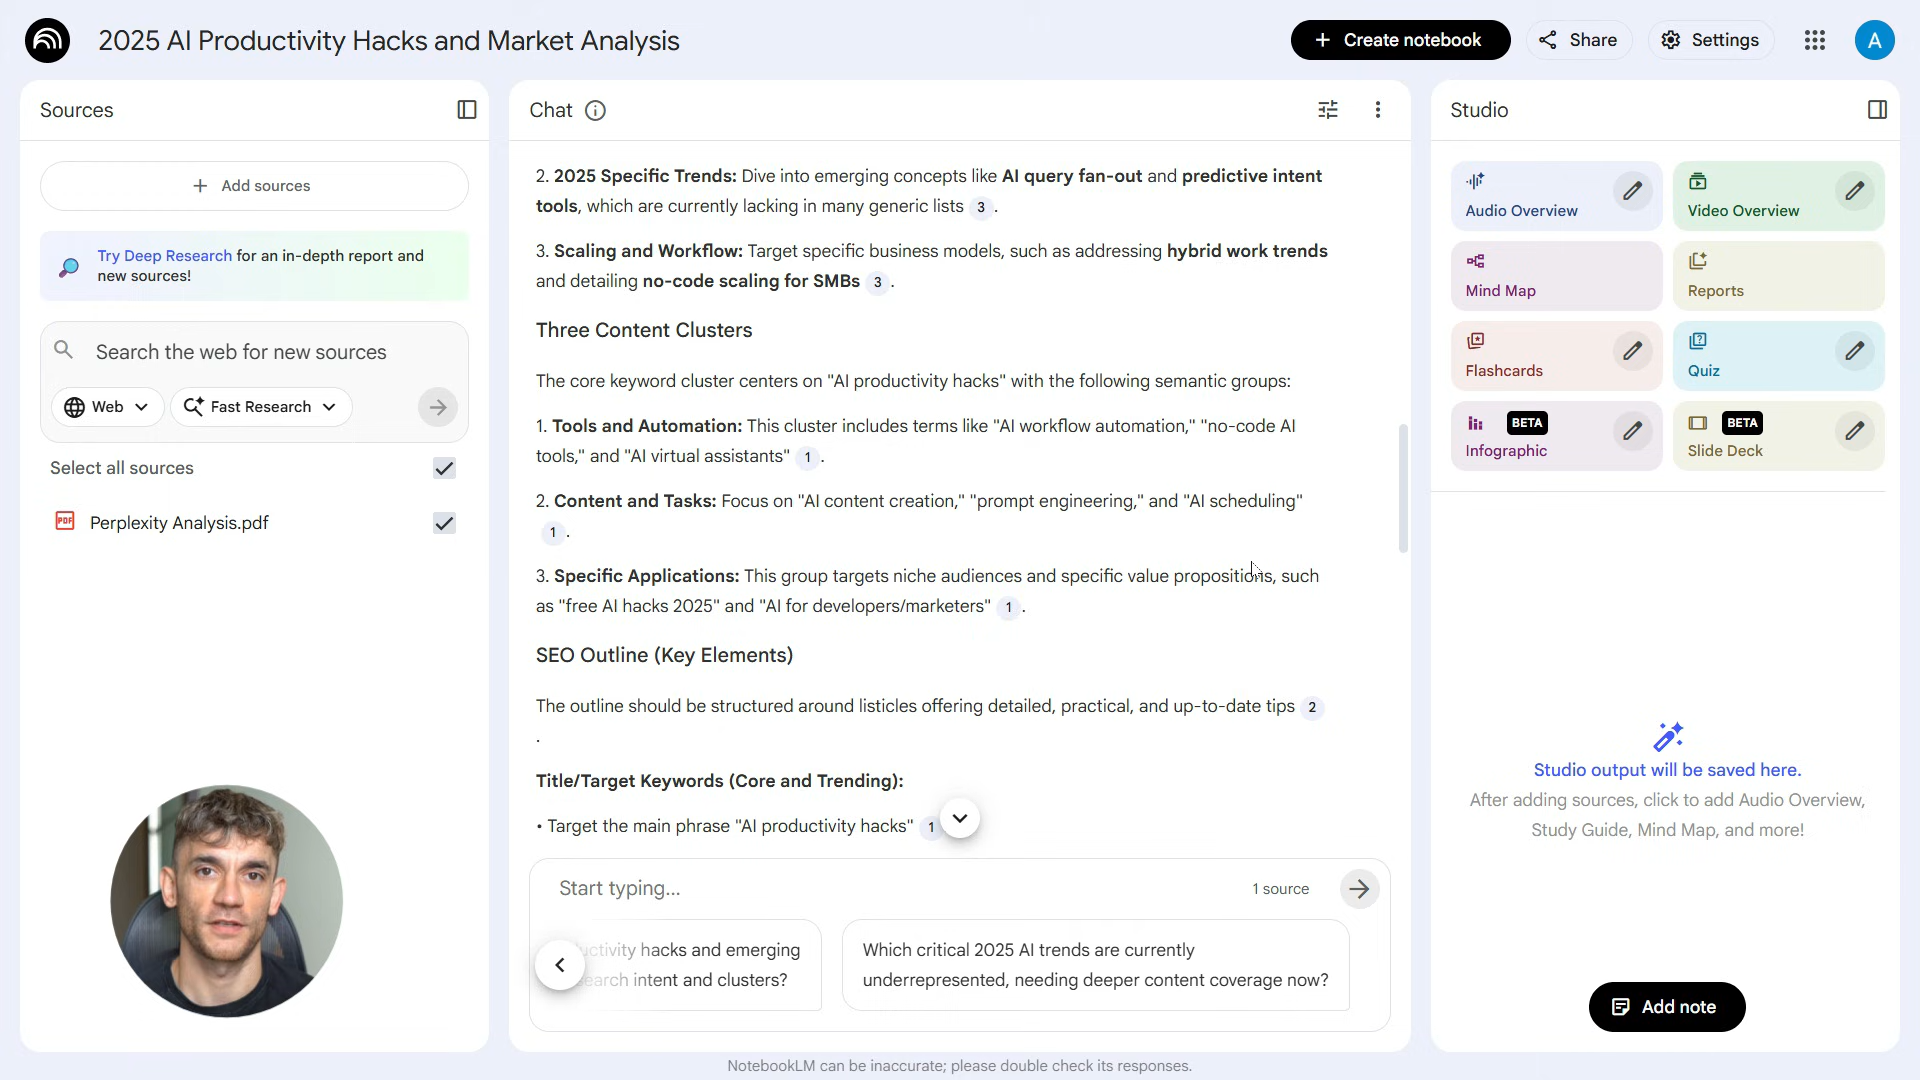 2025 AI Productivity Hacks and Market Analysis
Create notebook
Share
Settings
A
Sources
Add sources
Try Deep Research for an in-depth report and
new sources!
Search the web for new sources
Web
Fast Research
Select all sources
PDF
Perplexity Analysis.pdf
Chat
2. 2025 Specific Trends: Dive into emerging concepts like AI query fan-out and predictive intent
tools, which are currently lacking in many generic lists 3 .
3. Scaling and Workflow: Target specific business models, such as addressing hybrid work trends
and detailing no-code scaling for SMBs 3 .
Three Content Clusters
The core keyword cluster centers on "AI productivity hacks" with the following semantic groups:
1. Tools and Automation: This cluster includes terms like "AI workflow automation," "no-code AI
tools," and "AI virtual assistants" 1 .
2. Content and Tasks: Focus on "AI content creation," "prompt engineering," and "AI scheduling"
1 .
3. Specific Applications: This group targets niche audiences and specific value propositions, such
as "free AI hacks 2025" and "AI for developers/marketers" 1 .
SEO Outline (Key Elements)
The outline should be structured around listicles offering detailed, practical, and up-to-date tips 2
.
Title/Target Keywords (Core and Trending):
• Target the main phrase "AI productivity hacks" 1
Start typing...
1 source
hacks and emerging
intent and clusters?
Which critical 2025 AI trends are currently
underrepresented, needing deeper content coverage now?
Studio
Audio Overview
Video Overview
Mind Map
Reports
Flashcards
Quiz
BETA
Infographic
BETA
Slide Deck
Studio output will be saved here.
After adding sources, click to add Audio Overview,
Study Guide, Mind Map, and more!
Add note
NotebookLM can be inaccurate; please double check its responses.